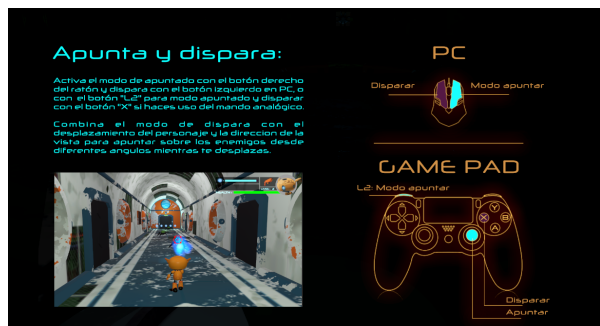 Apunta y dispara:
Activa el modo de apuntado con el botón derecho
del ratón y dispara con el botón izquierdo en PC, o
con el botón "L2" para modo apuntado y disparar
con el botón "X" si haces uso del mando analógico.
Combina el modo de dispara con el
desplazamiento del personaje y la direccion de la
vista para apuntar sobre los enemigos desde
diferentes angulos mientras te desplazas.
PC
Disparar
Modo apuntar
GAME PAD
L2: Modo apuntar
Y
X
B
A
Disparar
Apuntar